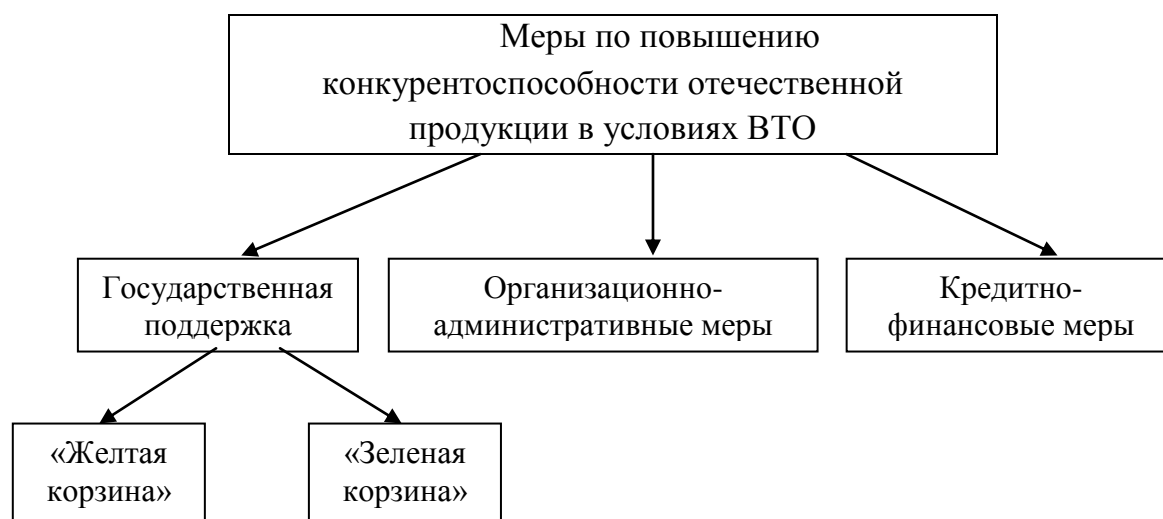 Меры по повышению
конкурентоспособности отечественной
продукции в условиях ВТО
Государственная
поддержка
Организационно-
административные меры
Кредитно-
финансовые меры
«Желтая
корзина»
«Зеленая
корзина»